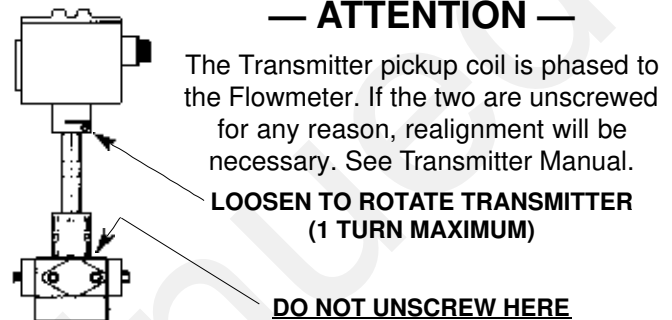 — ATTENTION —
The Transmitter pickup coil is phased to
the Flowmeter. If the two are unscrewed
for any reason, realignment will be
necessary. See Transmitter Manual.
LOOSEN TO ROTATE TRANSMITTER
(1 TURN MAXIMUM)
DO NOT UNSCREW HERE